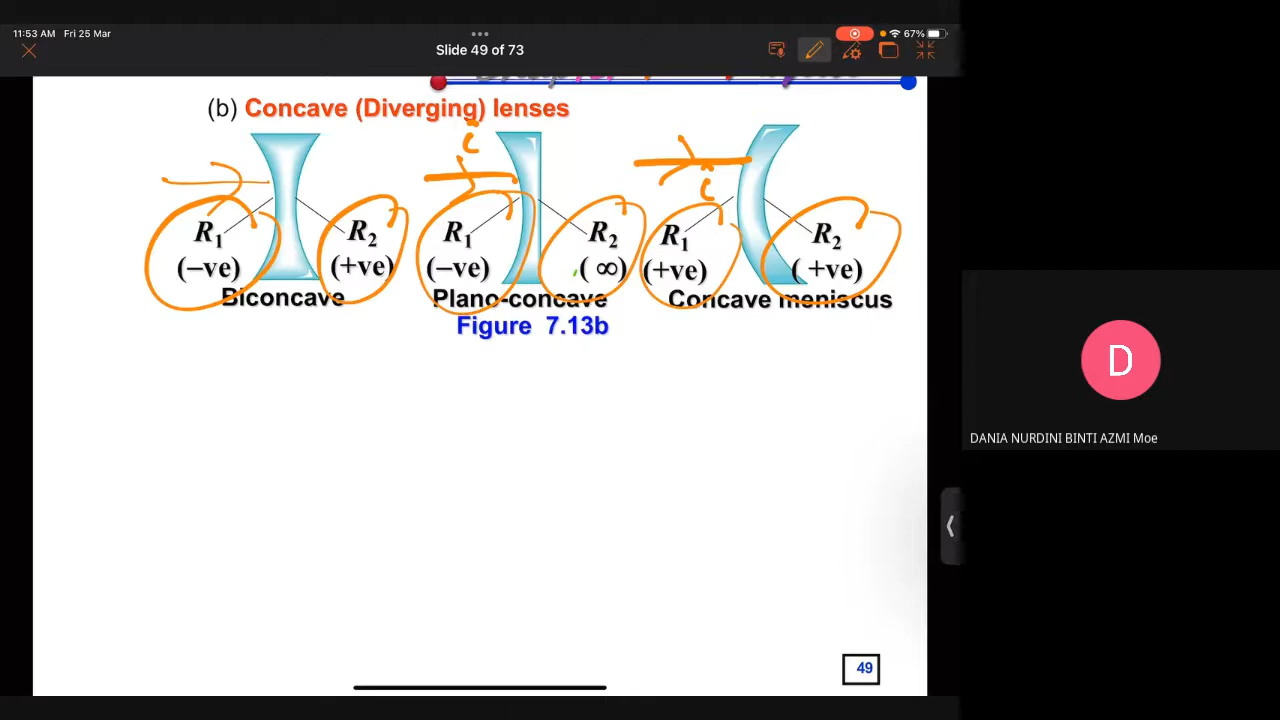 11:53 AM Fri 25 Mar
67%
Slide 49 of 73
(b) Concave (Diverging) lenses
R1 R2 R1 R2 R1 R2
(–ve) (+ve) (–ve) (∞) (+ve) (+ve)
Biconcave Plano-concave Concave meniscus
Figure 7.13b
D
DANIA NURDINI BINTI AZMI Moe
49